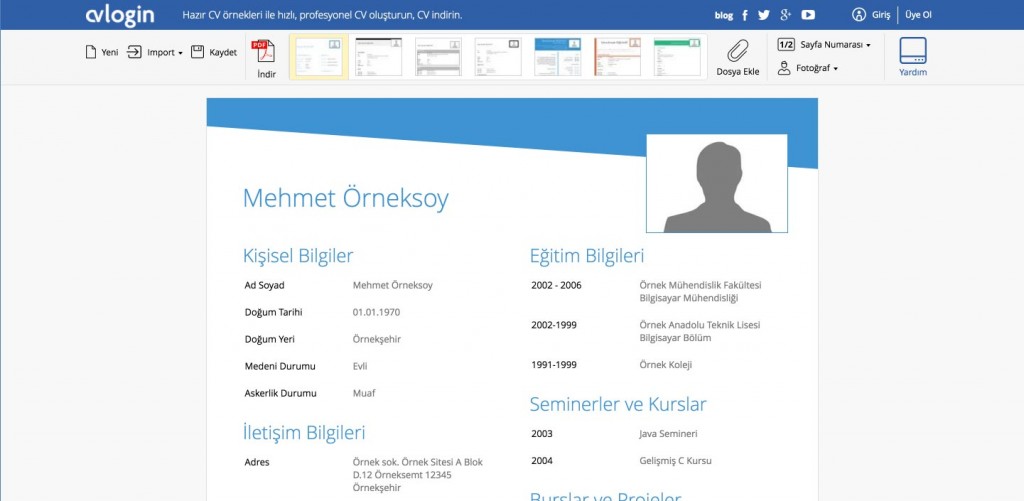 cvlogin
Hazır CV örnekleri ile hızlı, profesyonel CV oluşturun, CV indirin.
blog
Giriş
Üye Ol
Yeni
Import
Kaydet
PDF
İndir
Dosya Ekle
1/2 Sayfa Numarası
Fotoğraf
Yardım
Mehmet Örneksoy
Kişisel Bilgiler
Ad Soyad Mehmet Örneksoy
Doğum Tarihi 01.01.1970
Doğum Yeri Örnekşehir
Medeni Durumu Evli
Askerlik Durumu Muaf
İletişim Bilgileri
Adres Örnek sok. Örnek Sitesi A Blok
D.12 Örneksemt 12345
Örnekşehir
Eğitim Bilgileri
2002 - 2006 Örnek Mühendislik Fakültesi
Bilgisayar Mühendisliği
2002-1999 Örnek Anadolu Teknik Lisesi
Bilgisayar Bölüm
1991-1999 Örnek Koleji
Seminerler ve Kurslar
2003 Java Semineri
2004 Gelişmiş C Kursu
Burslar ve Projeler